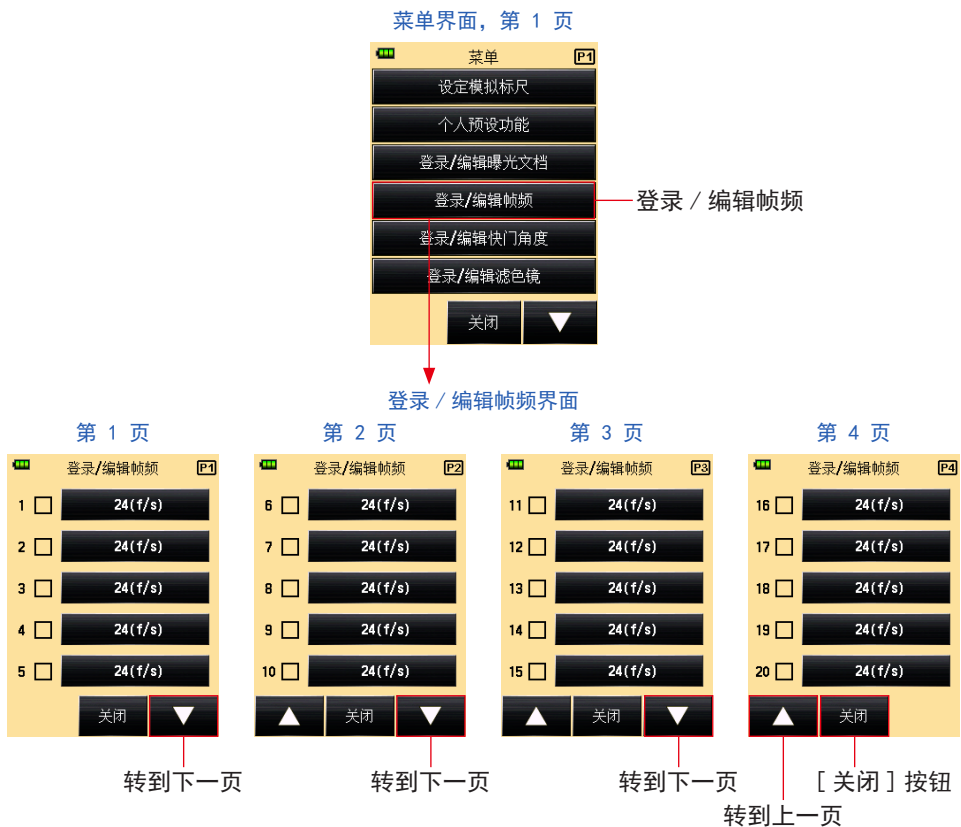 菜单界面, 第 1 页
菜单 P1
设定模拟标尺
个人预设功能
登录/编辑曝光文档
登录/编辑帧频
登录 / 编辑帧频
登录/编辑快门角度
登录/编辑滤色镜
关闭
登录 / 编辑帧频界面
第 1 页
登录/编辑帧频 P1
1 24(f/s)
2 24(f/s)
3 24(f/s)
4 24(f/s)
5 24(f/s)
关闭
转到下一页
第 2 页
登录/编辑帧频 P2
6 24(f/s)
7 24(f/s)
8 24(f/s)
9 24(f/s)
10 24(f/s)
关闭
转到下一页
第 3 页
登录/编辑帧频 P3
11 24(f/s)
12 24(f/s)
13 24(f/s)
14 24(f/s)
15 24(f/s)
关闭
转到下一页
第 4 页
登录/编辑帧频 P4
16 24(f/s)
17 24(f/s)
18 24(f/s)
19 24(f/s)
20 24(f/s)
关闭
[ 关闭 ] 按钮
转到上一页